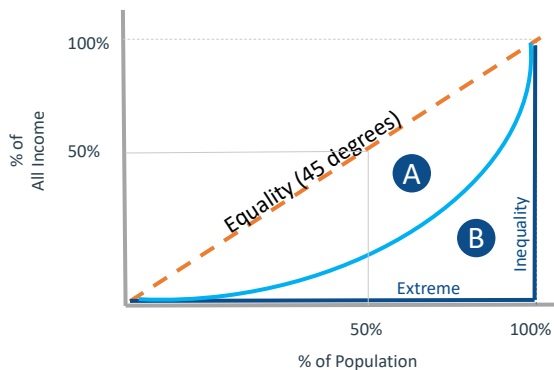 100%
% of
All Income
50%
Equality (45 degrees)
A
B
Inequality
Extreme
50%
100%
% of Population